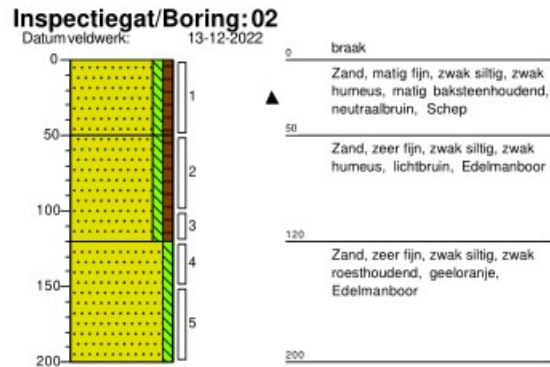 Inspectiegat/Boring: 02
Datum veldwerk: 13-12-2022
0
50
100
150
200
1
2
3
4
5
0
braak
Zand, matig fijn, zwak siltig, zwak
humeus, matig baksteenhoudend,
neutraalbruin, Schep
50
Zand, zeer fijn, zwak siltig, zwak
humeus, lichtbruin, Edelmanboor
120
Zand, zeer fijn, zwak siltig, zwak
roesthoudend, geeloranje,
Edelmanboor
200